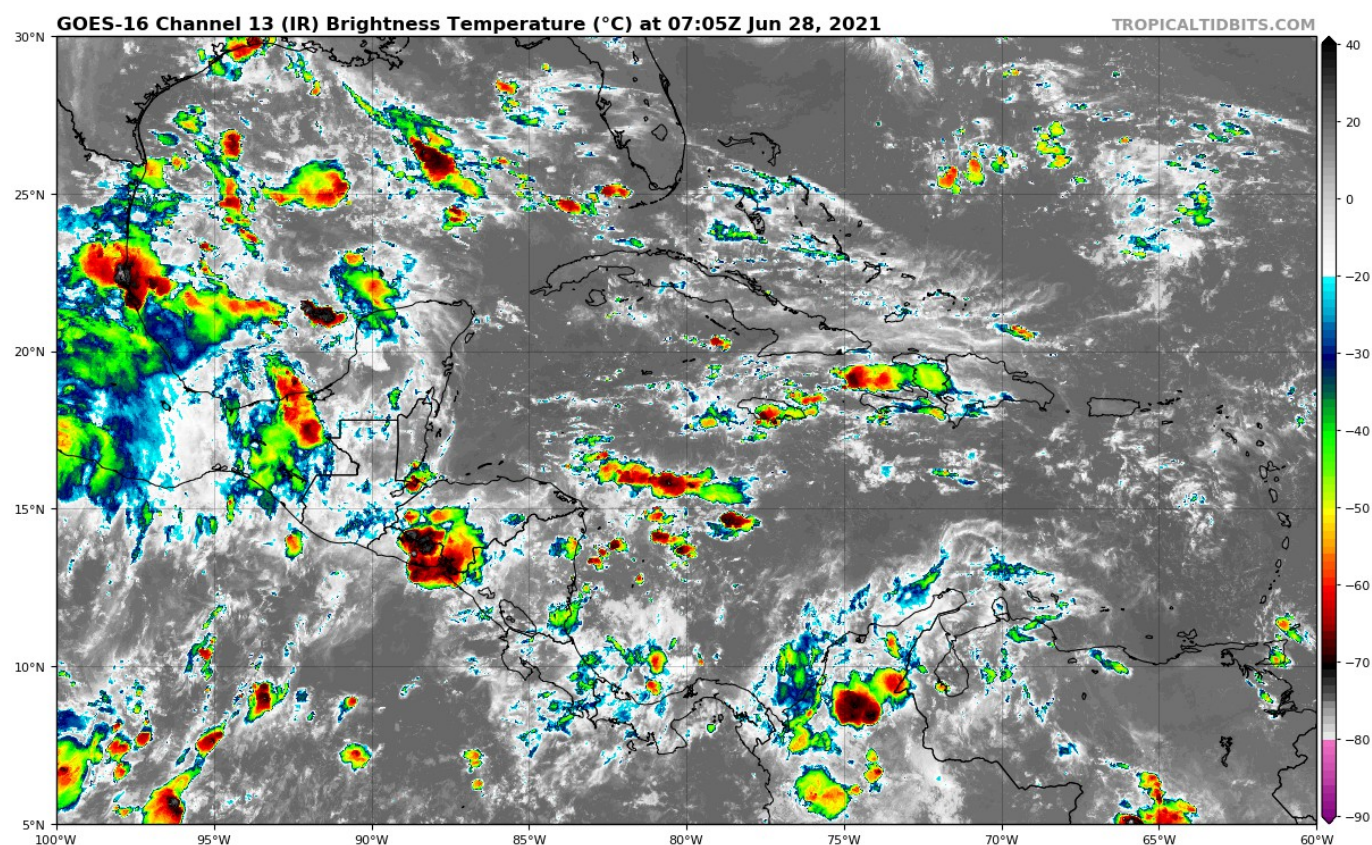 GOES-16 Channel 13 (IR) Brightness Temperature (°C) at 07:05Z Jun 28, 2021
TROPICALTIDBITS.COM
30°N
25°N
20°N
15°N
10°N
5°N
100°W
95°W
90°W
85°W
80°W
75°W
70°W
65°W
60°W
40
20
0
−20
−30
−40
−50
−60
−70
−80
−90